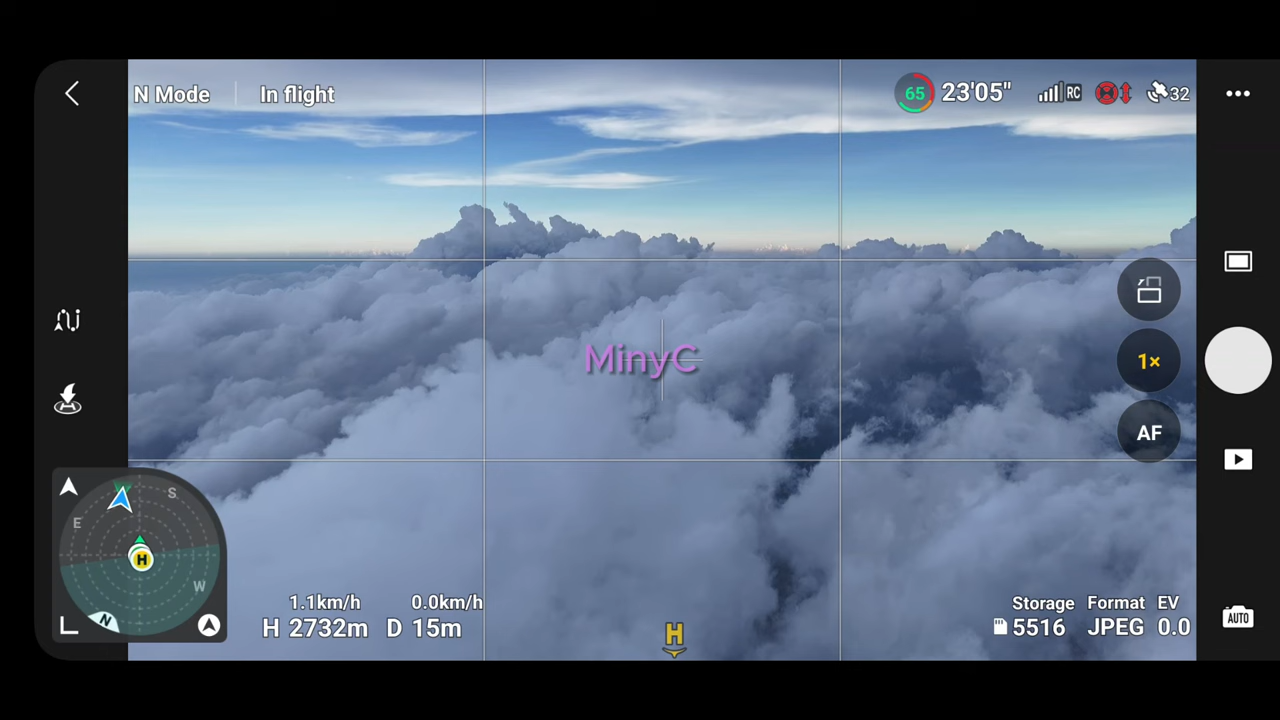 N Mode
In flight
65
23'05"
RC
32
MinyC
1×
AF
S
E
H
W
N
1.1km/h
0.0km/h
H 2732m
D 15m
H
Storage Format EV
5516 JPEG 0.0
AUTO